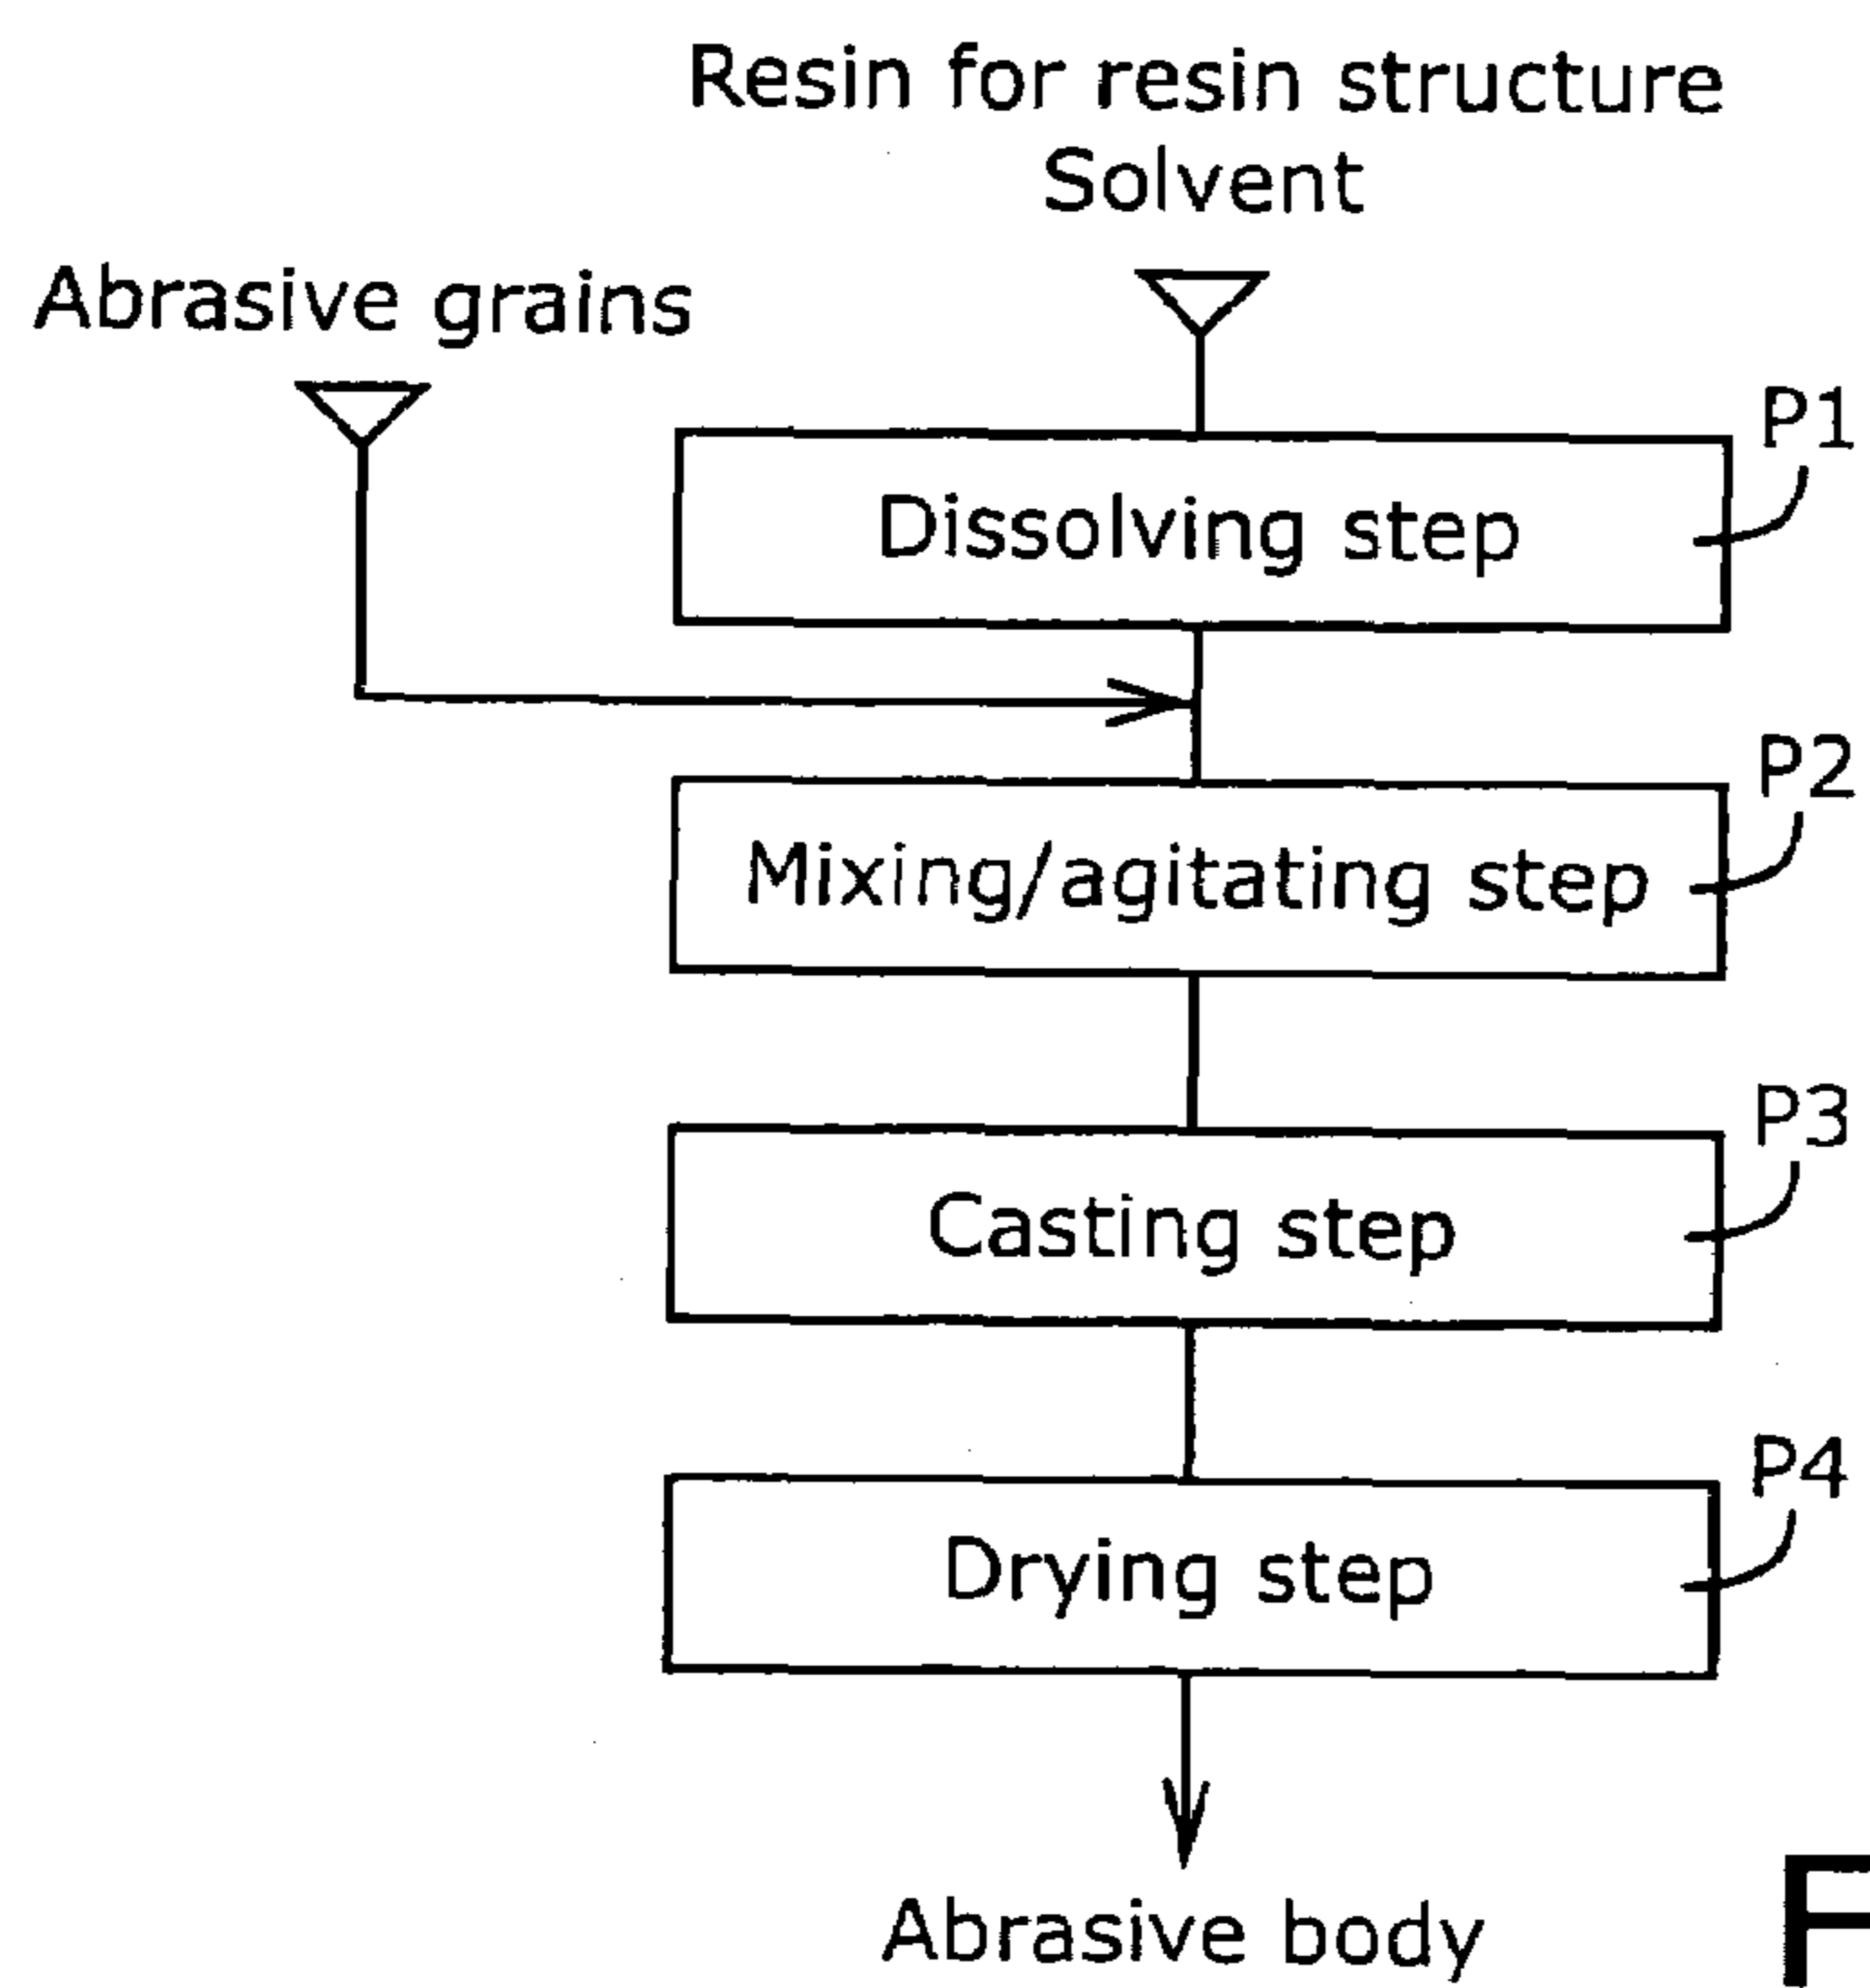 Resin for resin structure
Solvent
Abrasive grains
P1
Dissolving step
P2
Mixing/agitating step
P3
Casting step
P4
Drying step
Abrasive body
F